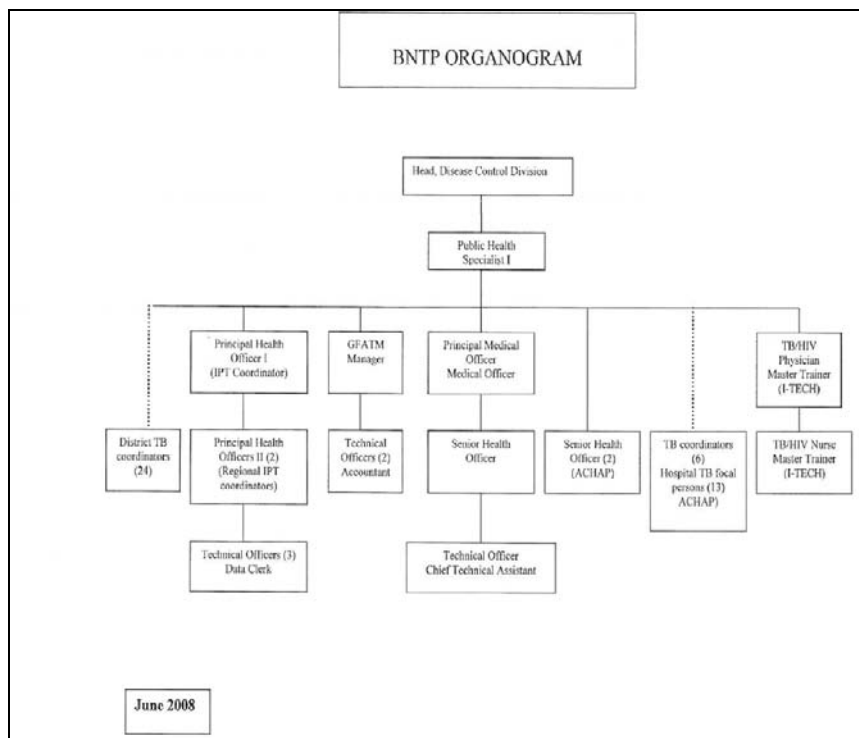 BNTP ORGANOGRAM
Head, Disease Control Division
Public Health
Specialist I
Principal Health
Officer I
(IPT Coordinator)
GFATM
Manager
Principal Medical
Officer
Medical Officer
TB/HIV
Physician
Master Trainer
(I-TECH)
District TB
coordinators
(24)
Principal Health
Officers II (2)
(Regional IPT
coordinators)
Technical
Officers (2)
Accountant
Senior Health
Officer
Senior Health
Officer (2)
(ACHAP)
TB coordinators
(6)
Hospital TB focal
persons (13)
ACHAP)
TB/HIV Nurse
Master Trainer
(I-TECH)
Technical Officers (3)
Data Clerk
Technical Officer
Chief Technical Assistant
June 2008